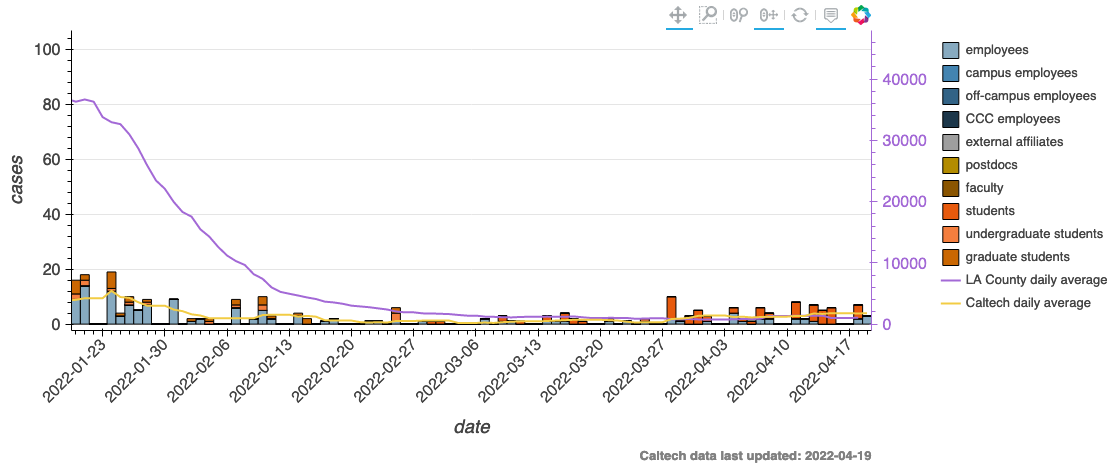 100
80
60
40
20
0
cases
40000
30000
20000
10000
0
2022-01-23
2022-01-30
2022-02-06
2022-02-13
2022-02-20
2022-02-27
2022-03-06
2022-03-13
2022-03-20
2022-03-27
2022-04-03
2022-04-10
2022-04-17
date
employees
campus employees
off-campus employees
CCC employees
external affiliates
postdocs
faculty
students
undergraduate students
graduate students
LA County daily average
Caltech daily average
Caltech data last updated: 2022-04-19